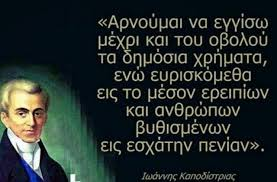 «Αρνούμαι να εγγίσω
μέχρι και του οβολού
τα δημόσια χρήματα,
ενώ ευρισκόμεθα
εις το μέσον ερειπίων
και ανθρώπων
βυθισμένων
εις εσχάτην πενίαν».
Ιωάννης Καποδίστριας